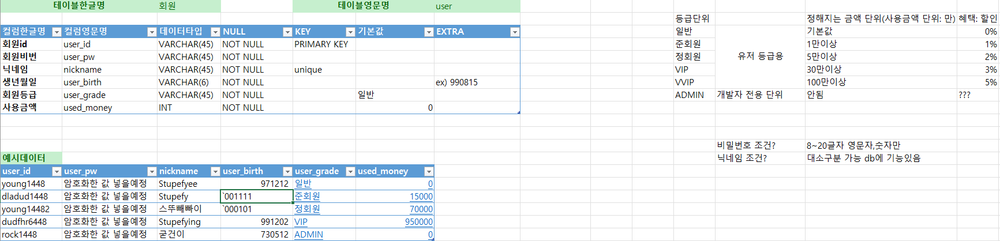 테이블한글명 회원 테이블영문명 user
등급단위 정해지는 금액 단위(사용금액 단위: 만) 혜택: 할인
컬럼한글명 컬럼영문명 데이터타입 NULL KEY 기본값 EXTRA 일반 기본값 0%
회원id user_id VARCHAR(45) NOT NULL PRIMARY KEY 준회원 1만이상 1%
회원비번 user_pw VARCHAR(45) NOT NULL 정회원 유저 등급용 5만이상 2%
닉네임 nickname VARCHAR(45) NOT NULL unique VIP 30만이상 3%
생년월일 user_birth VARCHAR(6) NOT NULL ex) 990815 VVIP 100만이상 5%
회원등급 user_grade VARCHAR(45) NOT NULL 일반 ADMIN 개발자 전용 단위 안됨 ???
사용금액 used_money INT NOT NULL 0
비밀번호 조건? 8~20글자 영문자,숫자만
예시데이터 닉네임 조건? 대소구분 가능 db에 기능있음
user_id user_pw nickname user_birth user_grade used_money
young1448 암호화한 값 넣을예정 Stupefyee 971212 일반 0
dladud1448 암호화한 값 넣을예정 Stupefy `001111 준회원 15000
young14482 암호화한 값 넣을예정 스뚜빼빠이 `000101 정회원 70000
dudfhr6448 암호화한 값 넣을예정 Stupefying 991202 VIP 950000
rock1448 암호화한 값 넣을예정 굳건이 730512 ADMIN 0